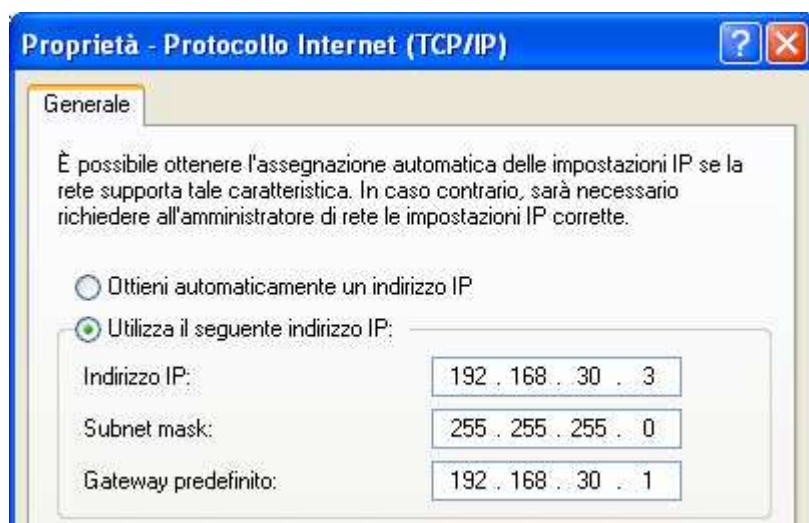 Proprietà - Protocollo Internet (TCP/IP)
Generale
È possibile ottenere l'assegnazione automatica delle impostazioni IP se la
rete supporta tale caratteristica. In caso contrario, sarà necessario
richiedere all'amministratore di rete le impostazioni IP corrette.
Ottieni automaticamente un indirizzo IP
Utilizza il seguente indirizzo IP:
Indirizzo IP: 192 . 168 . 30 . 3
Subnet mask: 255 . 255 . 255 . 0
Gateway predefinito: 192 . 168 . 30 . 1